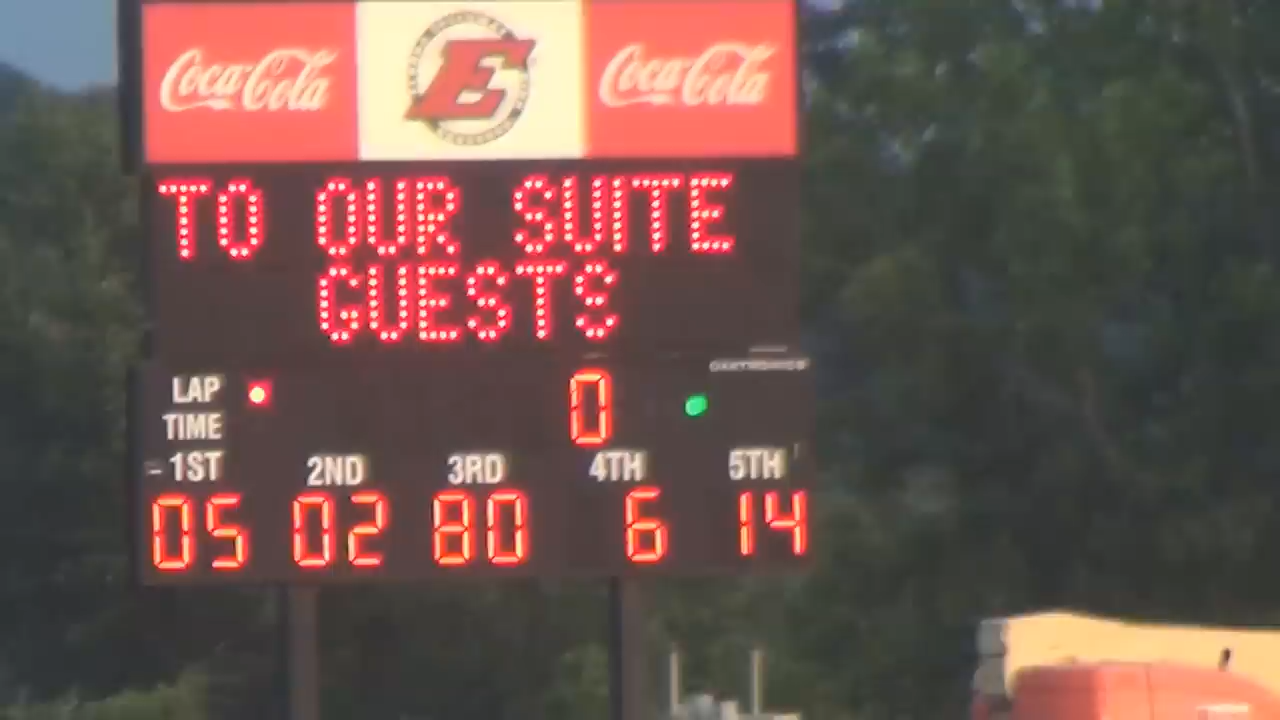 Coca-Cola E Coca-Cola
TO OUR SUITE
GUESTS
LAP
TIME
0
1ST 2ND 3RD 4TH 5TH
05 02 80 6 14